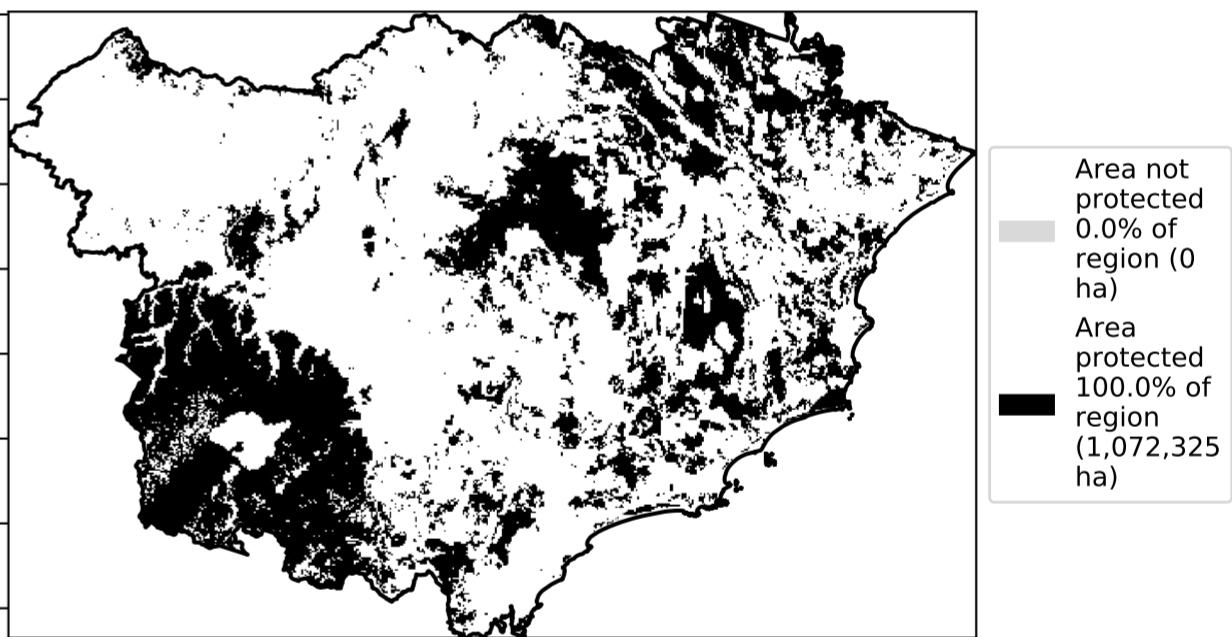 Area not
protected
0.0% of
region (0
ha)
Area
protected
100.0% of
region
(1,072,325
ha)